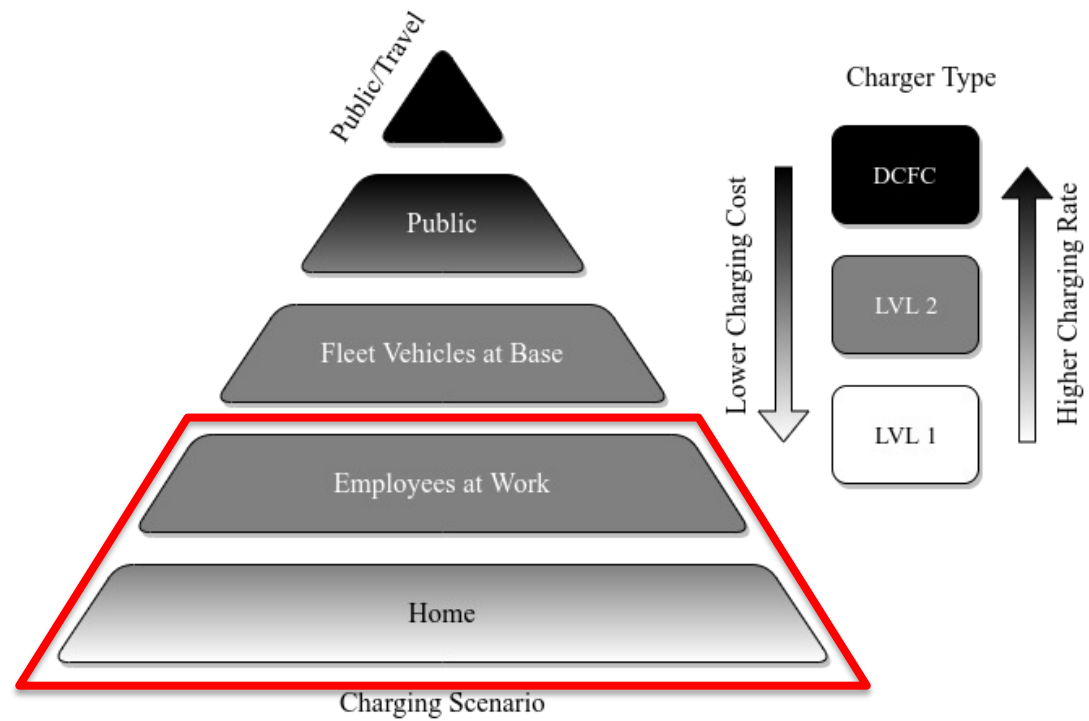 Public/Travel
Public
Fleet Vehicles at Base
Employees at Work
Home
Charging Scenario
Charger Type
DCFC
LVL 2
LVL 1
Lower Charging Cost
Higher Charging Rate